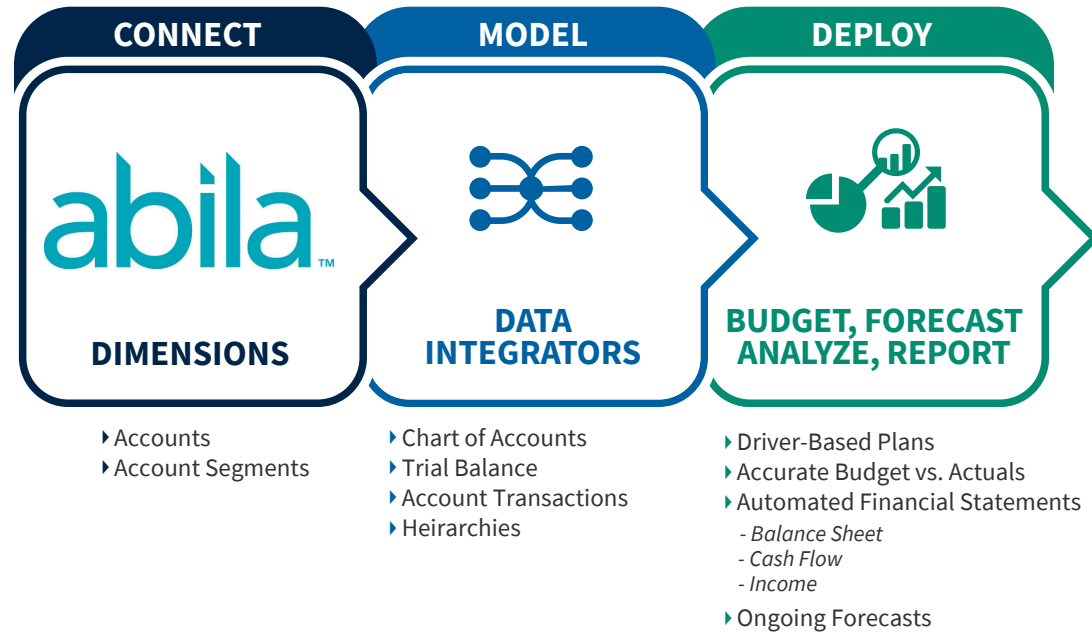 CONNECT
MODEL
DEPLOY
abila™
DIMENSIONS
DATA
INTEGRATORS
BUDGET, FORECAST
ANALYZE, REPORT
Accounts
Account Segments
Chart of Accounts
Trial Balance
Account Transactions
Heirarchies
Driver-Based Plans
Accurate Budget vs. Actuals
Automated Financial Statements
- Balance Sheet
- Cash Flow
- Income
Ongoing Forecasts